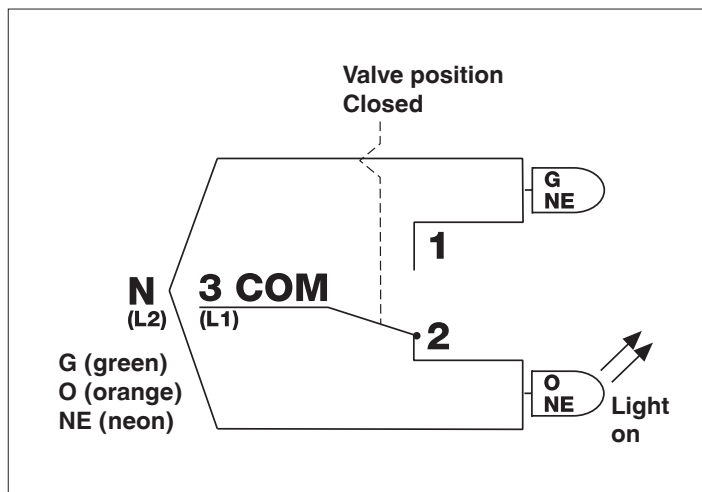 Valve position
Closed
G
NE
1
N
(L2)
3 COM
(L1)
2
G (green)
O (orange)
NE (neon)
O
NE
Light
on